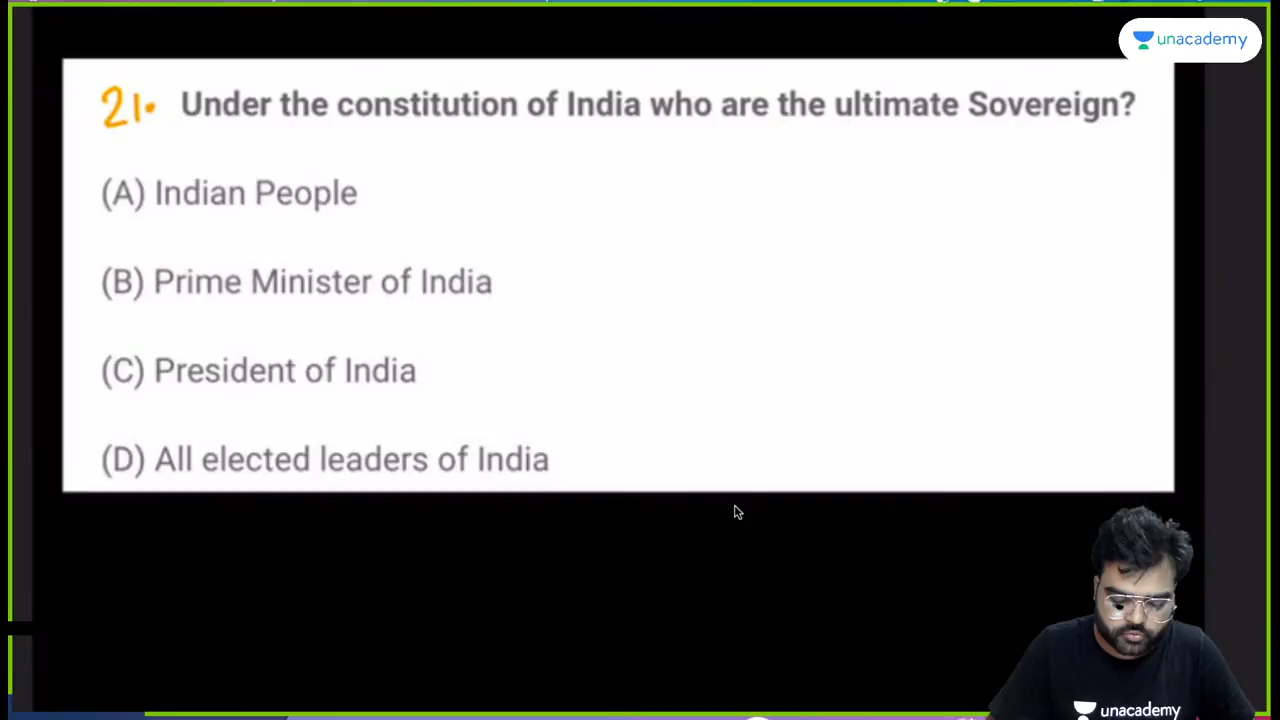 unacademy
21. Under the constitution of India who are the ultimate Sovereign?
(A) Indian People
(B) Prime Minister of India
(C) President of India
(D) All elected leaders of India
unacademy